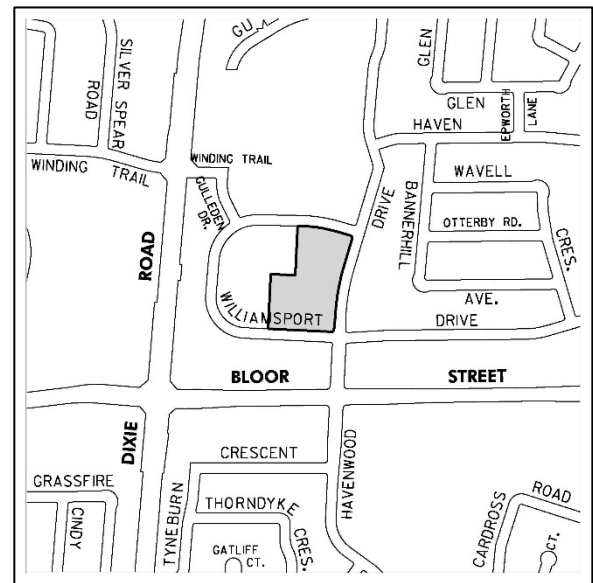 GU
SILVER SPEAR
ROAD
GLEN
GLEN
HAVEN
EPWORTH
LANE
WINDING TRAIL
WINDING TRAIL
GULLEDEN
DR.
WAVELL
OTTERBY RD.
CRES.
BANNERHILL
AVE.
DRIVE
WILLIAMSPORT
DRIVE
ROAD
DIXIE
BLOOR
STREET
CRESCENT
HAVENWOOD
GRASSFIRE
CINDY
TYNEBURN
THORNDYKE
CRES.
GATLIFF
CT.
CARDROSS
ROAD
CT.